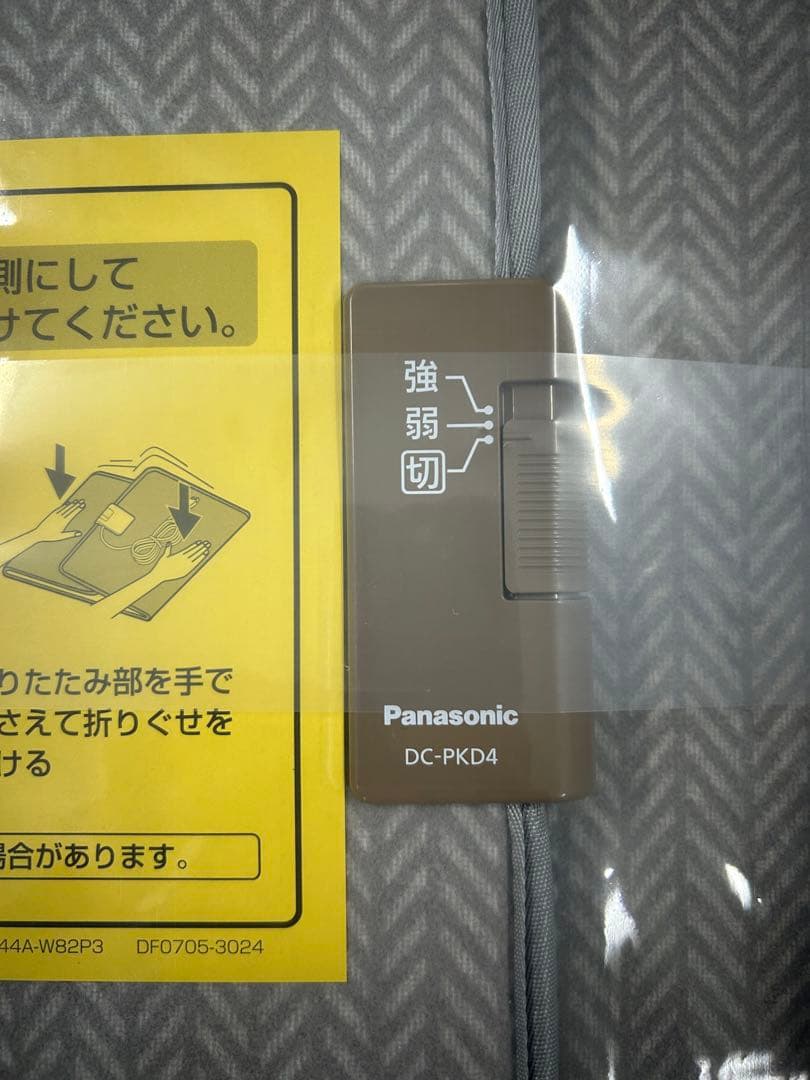 則にして
けてください。
りたたみ部を手で
さえて折りぐせを
ける
場合があります。
44A-W82P3 DF0705-3024
強
弱
切
Panasonic
DC-PKD4